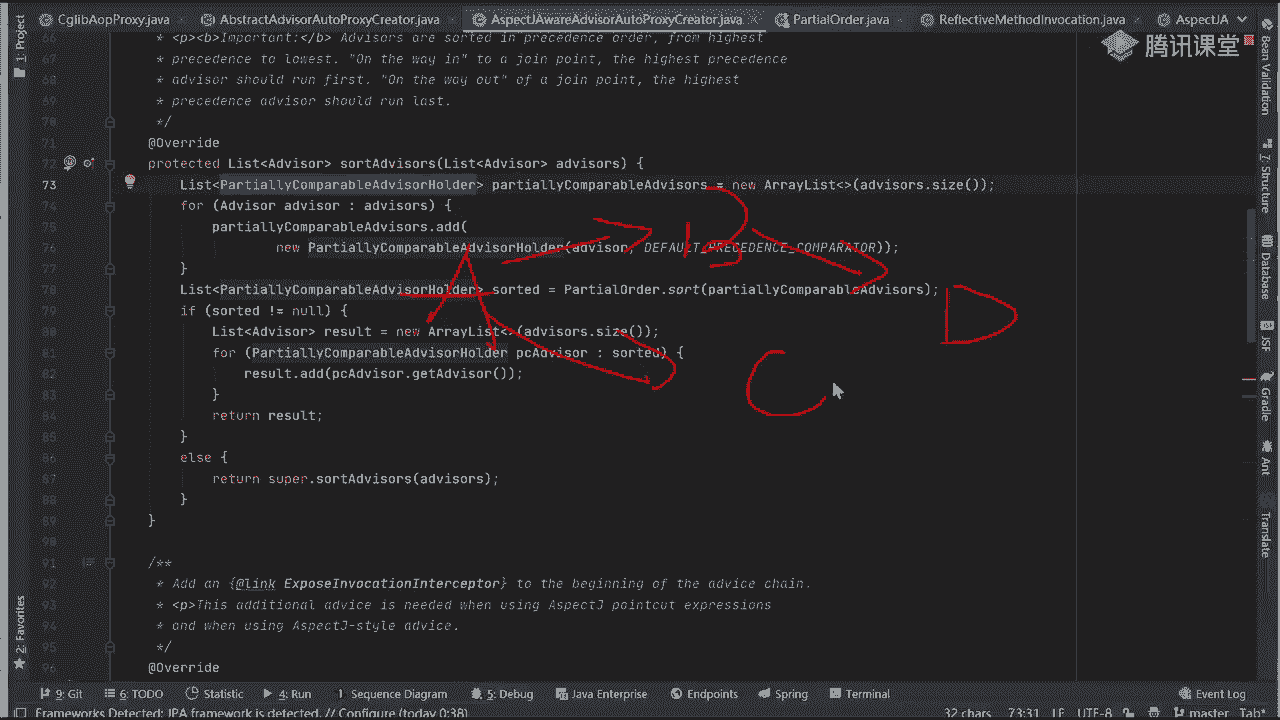 CglibAopProxy.java AbstractAdvisorAutoProxyCreator.java AspectJAwareAdvisorAutoProxyCreator.java PartialOrder.java ReflectiveMethodInvocation.java AspectJA
腾讯课堂
1: Project
66 * <p><b>Important:</b> Advisors are sorted in precedence order, from highest
67 * precedence to lowest. "On the way in" to a join point, the highest precedence
68 * advisor should run first. "On the way out" of a join point, the highest
69 * precedence advisor should run last.
70 */
71 @Override
72 protected List<Advisor> sortAdvisors(List<Advisor> advisors) {
73 List<PartiallyComparableAdvisorHolder> partiallyComparableAdvisors = new ArrayList<>(advisors.size());
74 for (Advisor advisor : advisors) {
75 partiallyComparableAdvisors.add(
76 new PartiallyComparableAdvisorHolder(advisor, DEFAULT_PRECEDENCE_COMPARATOR));
77 }
78 List<PartiallyComparableAdvisorHolder> sorted = PartialOrder.sort(partiallyComparableAdvisors);
79 if (sorted != null) {
80 List<Advisor> result = new ArrayList<>(advisors.size());
81 for (PartiallyComparableAdvisorHolder pcAdvisor : sorted) {
82 result.add(pcAdvisor.getAdvisor());
83 }
84 return result;
85 }
86 else {
87 return super.sortAdvisors(advisors);
88 }
89 }
90
91 /**
92 * Add an {@link ExposeInvocationInterceptor} to the beginning of the advice chain.
93 * <p>This additional advice is needed when using AspectJ pointcut expressions
94 * and when using AspectJ-style advice.
95 */
96 @Override
A
B
C
D
Bean Validation
7: Structure
Database
JSF
Gradle
Ant
Translate
2: Favorites
9: Git 6: TODO Statistic 4: Run Sequence Diagram 5: Debug Java Enterprise Endpoints Spring Terminal Event Log
Frameworks Detected: JPA framework is detected. // Configure (today 0:38) 32 chars 73:31 LF UTF-8 master Tab*